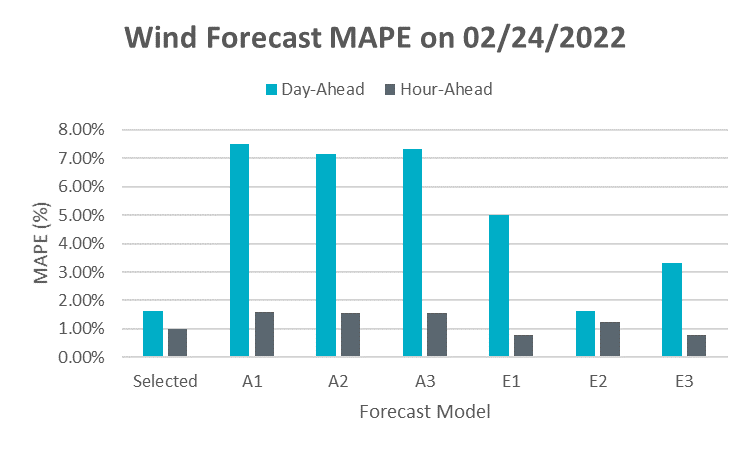 Wind Forecast MAPE on 02/24/2022
Day-Ahead Hour-Ahead
8.00%
7.00%
6.00%
5.00%
4.00%
3.00%
2.00%
1.00%
0.00%
MAPE (%)
Selected A1 A2 A3 E1 E2 E3
Forecast Model